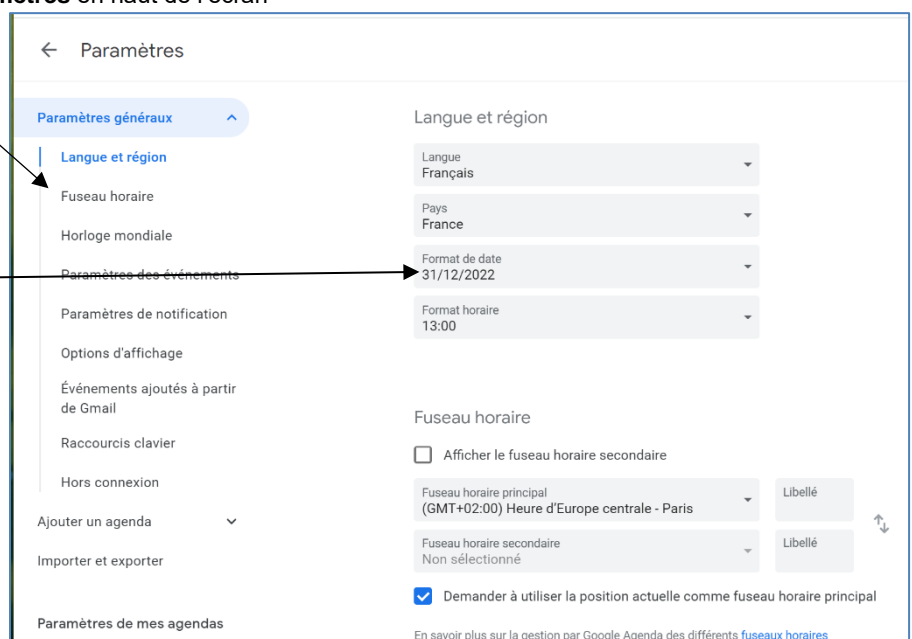 en haut de l'écran
Paramètres
Paramètres généraux
Langue et région
Fuseau horaire
Horloge mondiale
Paramètres des événements
Paramètres de notification
Options d'affichage
Événements ajoutés à partir
de Gmail
Raccourcis clavier
Hors connexion
Ajouter un agenda
Importer et exporter
Paramètres de mes agendas
Langue et région
Langue
Français
Pays
France
Format de date
31/12/2022
Format horaire
13:00
Fuseau horaire
Afficher le fuseau horaire secondaire
Fuseau horaire principal
(GMT+02:00) Heure d'Europe centrale - Paris
Libellé
Fuseau horaire secondaire
Non sélectionné
Libellé
Demander à utiliser la position actuelle comme fuseau horaire principal
En savoir plus sur la gestion par Google Agenda des différents fuseaux horaires